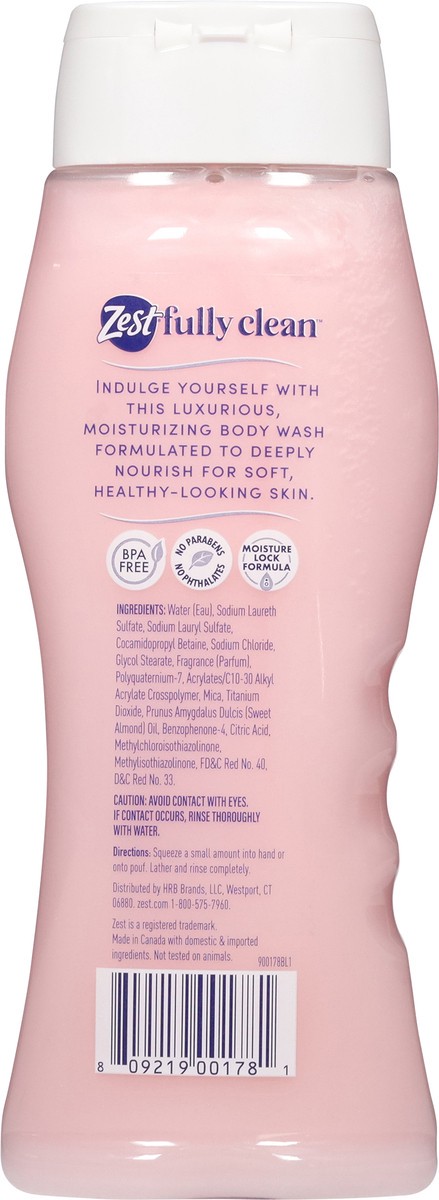 Zestfully clean™
INDULGE YOURSELF WITH
THIS LUXURIOUS,
MOISTURIZING BODY WASH
FORMULATED TO DEEPLY
NOURISH FOR SOFT,
HEALTHY-LOOKING SKIN.
BPA
FREE
NO PARABENS
NO PHTHALATES
MOISTURE
LOCK
FORMULA
INGREDIENTS: Water (Eau), Sodium Laureth
Sulfate, Sodium Lauryl Sulfate,
Cocamidopropyl Betaine, Sodium Chloride,
Glycol Stearate, Fragrance (Parfum),
Polyquaternium-7, Acrylates/C10-30 Alkyl
Acrylate Crosspolymer, Mica, Titanium
Dioxide, Prunus Amygdalus Dulcis (Sweet
Almond) Oil, Benzophenone-4, Citric Acid,
Methylchloroisothiazolinone,
Methylisothiazolinone, FD&C Red No. 40,
D&C Red No. 33.
CAUTION: AVOID CONTACT WITH EYES.
IF CONTACT OCCURS, RINSE THOROUGHLY
WITH WATER.
Directions: Squeeze a small amount into hand or
onto pouf. Lather and rinse completely.
Distributed by HRB Brands, LLC, Westport, CT
06880. zest.com 1-800-575-7960.
Zest is a registered trademark.
Made in Canada with domestic & imported
ingredients. Not tested on animals.
900178BL1
8 09219 00178 1